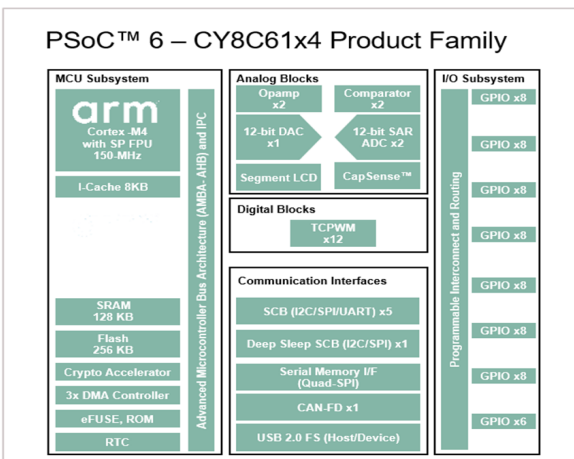 PSoC™ 6 – CY8C61x4 Product Family
MCU Subsystem
arm
Cortex -M4
with SP FPU
150-MHz
I-Cache 8KB
SRAM
128 KB
Flash
256 KB
Crypto Accelerator
3x DMA Controller
eFUSE, ROM
RTC
Advanced Microcontroller Bus Architecture (AMBA- AHB) and IPC
Analog Blocks
Opamp
x2
Comparator
x2
12-bit DAC
x1
12-bit SAR
ADC x2
Segment LCD
CapSense™
Digital Blocks
TCPWM
x12
Communication Interfaces
SCB (I2C/SPI/UART) x5
Deep Sleep SCB (I2C/SPI) x1
Serial Memory I/F
(Quad-SPI)
CAN-FD x1
USB 2.0 FS (Host/Device)
I/O Subsystem
Programmable Interconnect and Routing
GPIO x8
GPIO x8
GPIO x8
GPIO x8
GPIO x8
GPIO x8
GPIO x8
GPIO x6